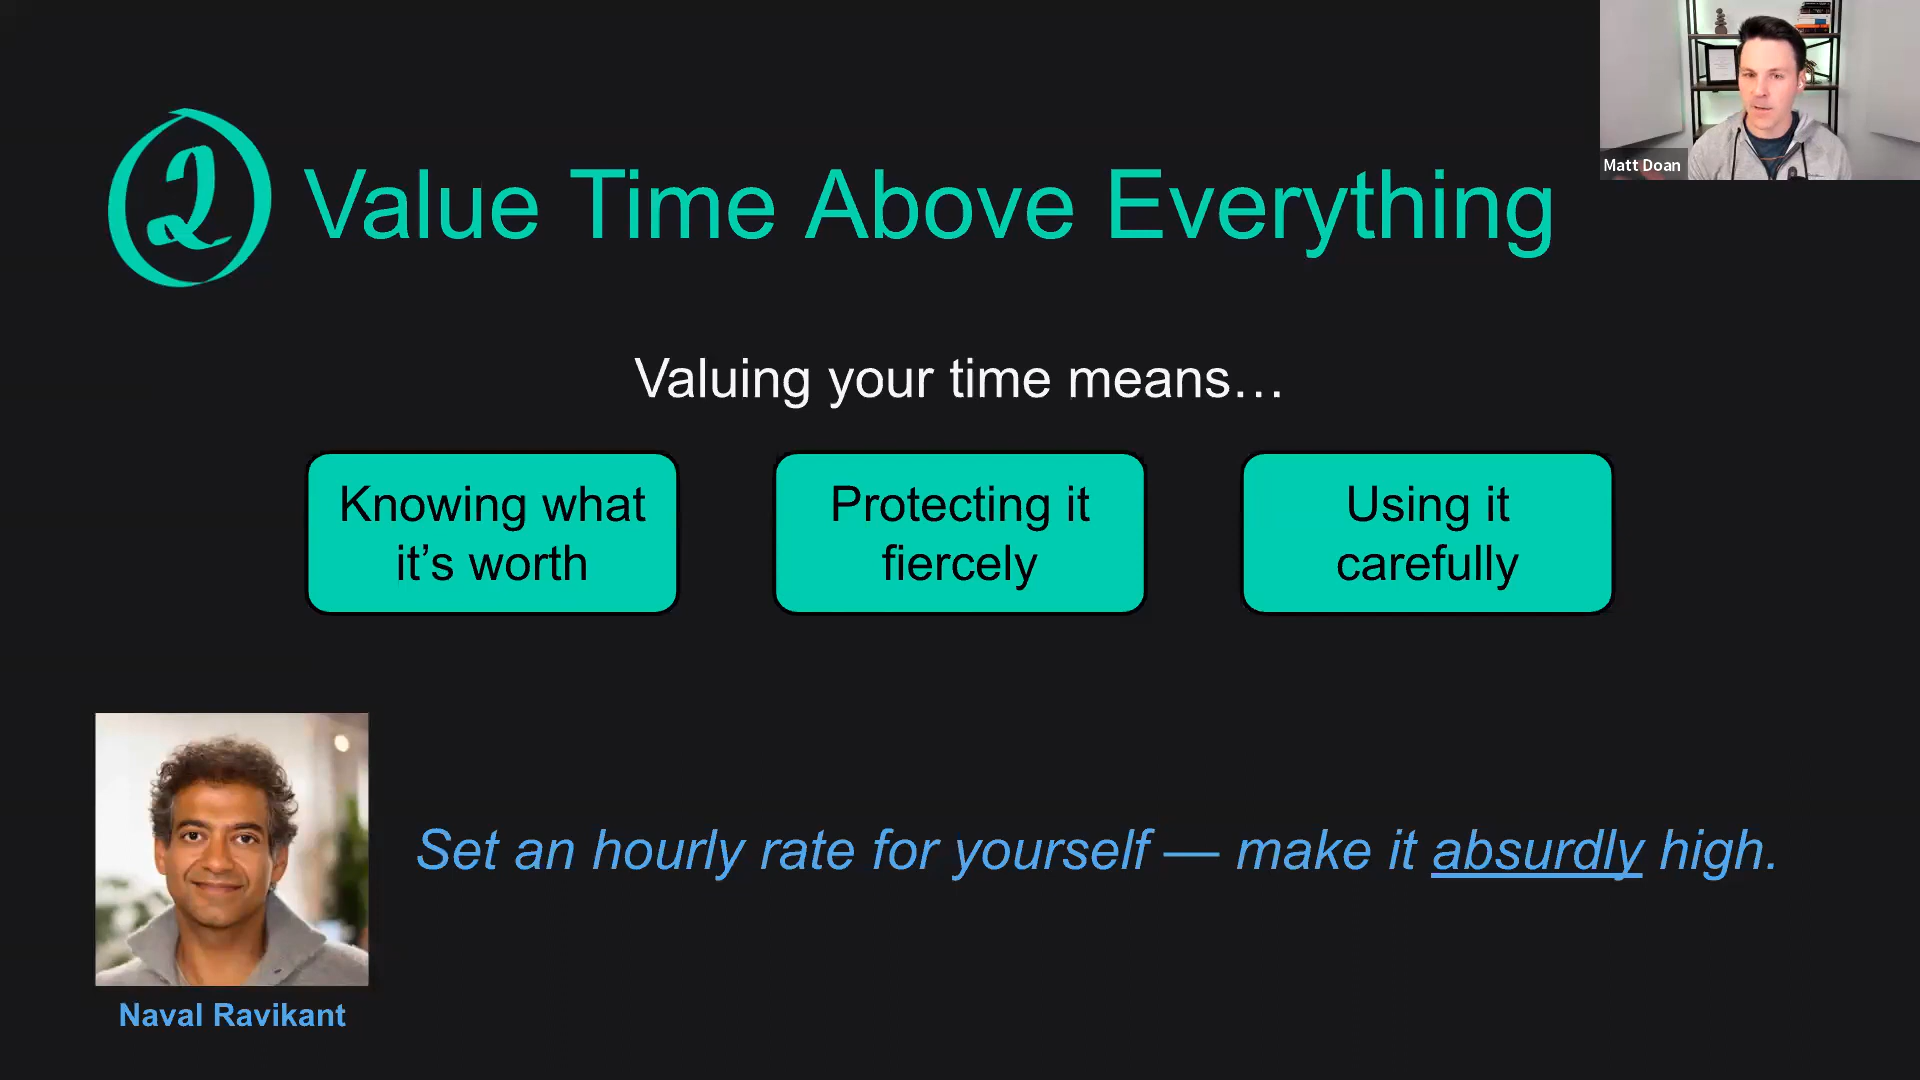 Matt Doan
2 Value Time Above Everything
Valuing your time means…
Knowing what
it’s worth
Protecting it
fiercely
Using it
carefully
Set an hourly rate for yourself — make it absurdly high.
Naval Ravikant